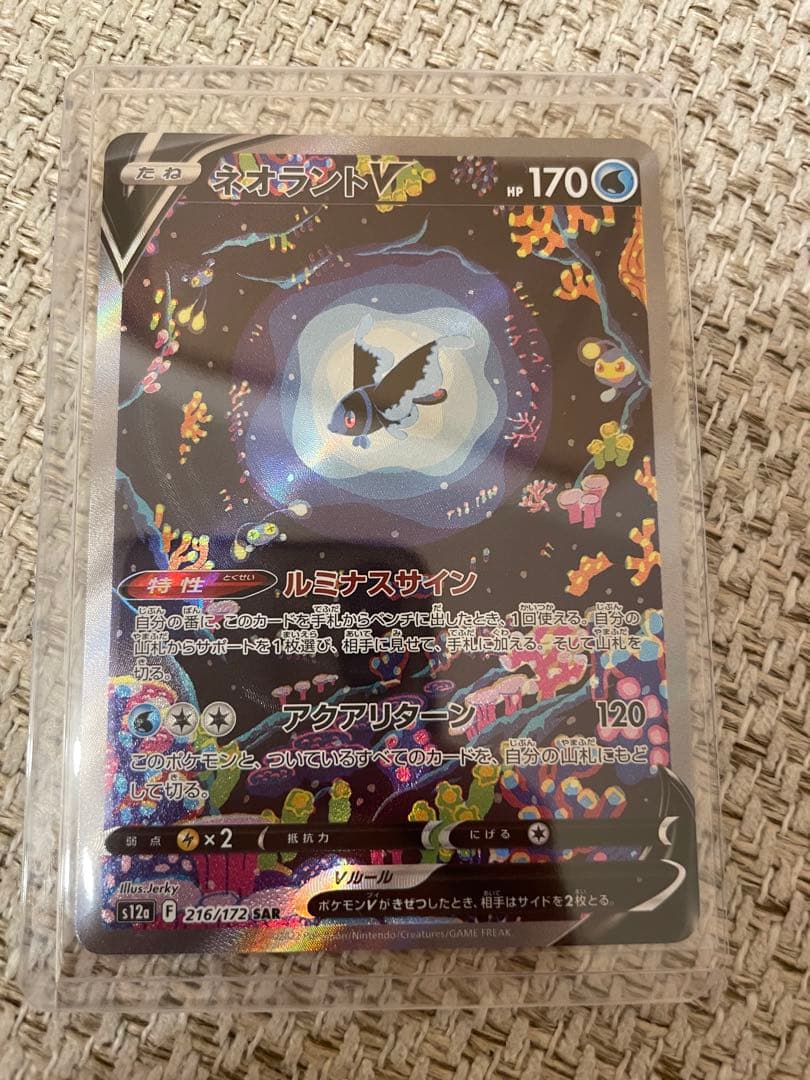 たね ネオラントV HP 170
特性 とくせい ルミナスサイン
自分の番に、このカードを手札からベンチに出したとき、1回使える。自分の
山札からサポートを1枚選び、相手に見せて、手札に加える。そして山札を
切る。
アクアリターン 120
このポケモンと、ついているすべてのカードを、自分の山札にもど
して切る。
弱点 ×2 抵抗力 にげる
Vルール
ポケモンVがきぜつしたとき、相手はサイドを2枚とる。
Illus.Jerky
s12a F 216/172 SAR
/Nintendo/Creatures/GAME FREAK.